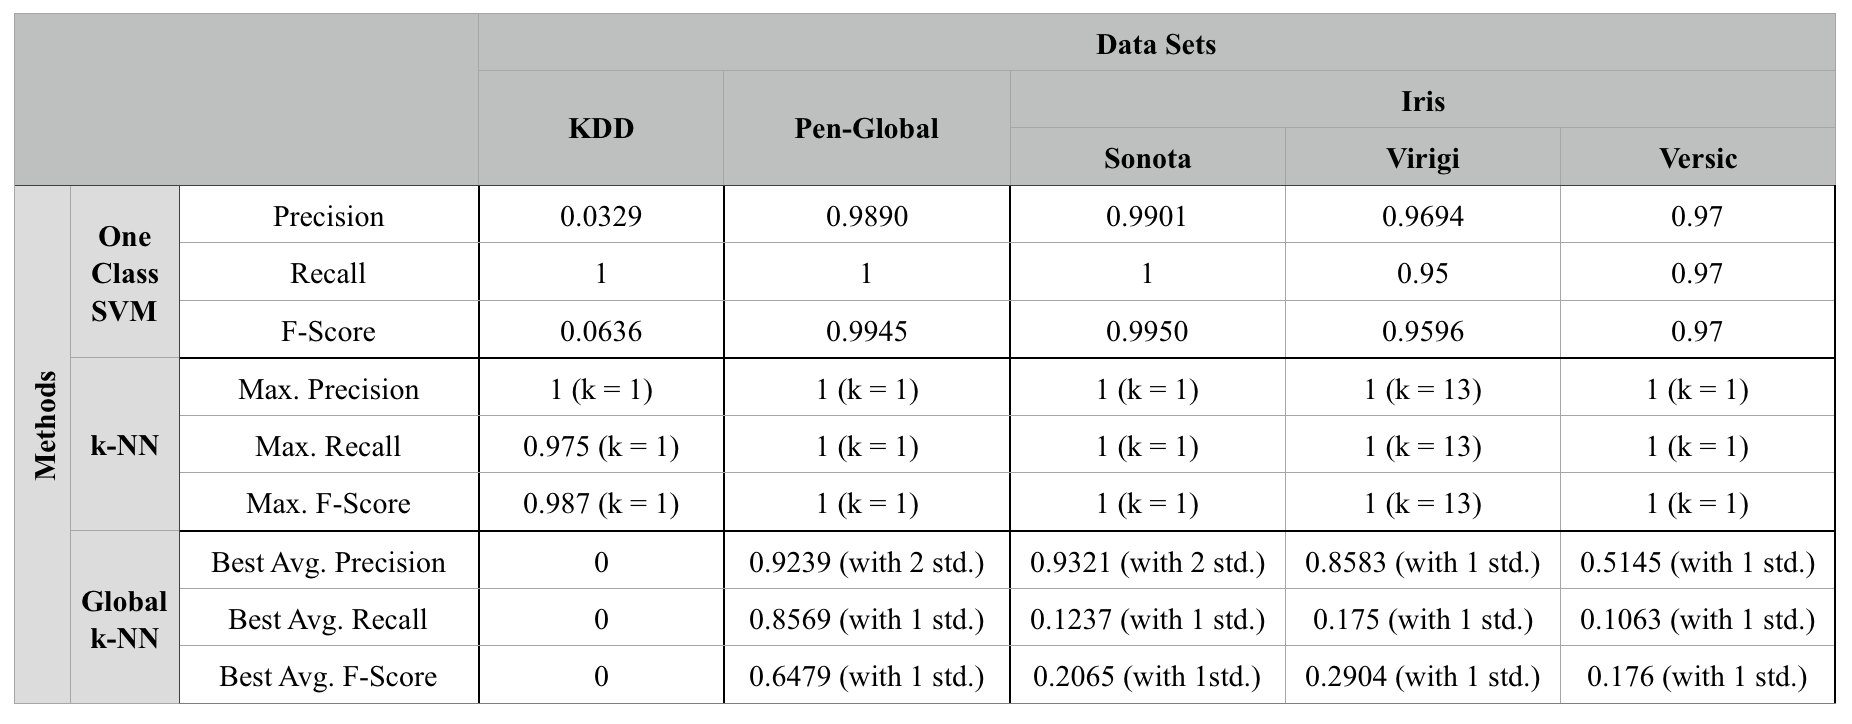 Data Sets
KDD Pen-Global Iris
Sonota Virigi Versic
Methods
One Class SVM
Precision 0.0329 0.9890 0.9901 0.9694 0.97
Recall 1 1 1 0.95 0.97
F-Score 0.0636 0.9945 0.9950 0.9596 0.97
k-NN
Max. Precision 1 (k = 1) 1 (k = 1) 1 (k = 1) 1 (k = 13) 1 (k = 1)
Max. Recall 0.975 (k = 1) 1 (k = 1) 1 (k = 1) 1 (k = 13) 1 (k = 1)
Max. F-Score 0.987 (k = 1) 1 (k = 1) 1 (k = 1) 1 (k = 13) 1 (k = 1)
Global k-NN
Best Avg. Precision 0 0.9239 (with 2 std.) 0.9321 (with 2 std.) 0.8583 (with 1 std.) 0.5145 (with 1 std.)
Best Avg. Recall 0 0.8569 (with 1 std.) 0.1237 (with 1 std.) 0.175 (with 1 std.) 0.1063 (with 1 std.)
Best Avg. F-Score 0 0.6479 (with 1 std.) 0.2065 (with 1std.) 0.2904 (with 1 std.) 0.176 (with 1 std.)